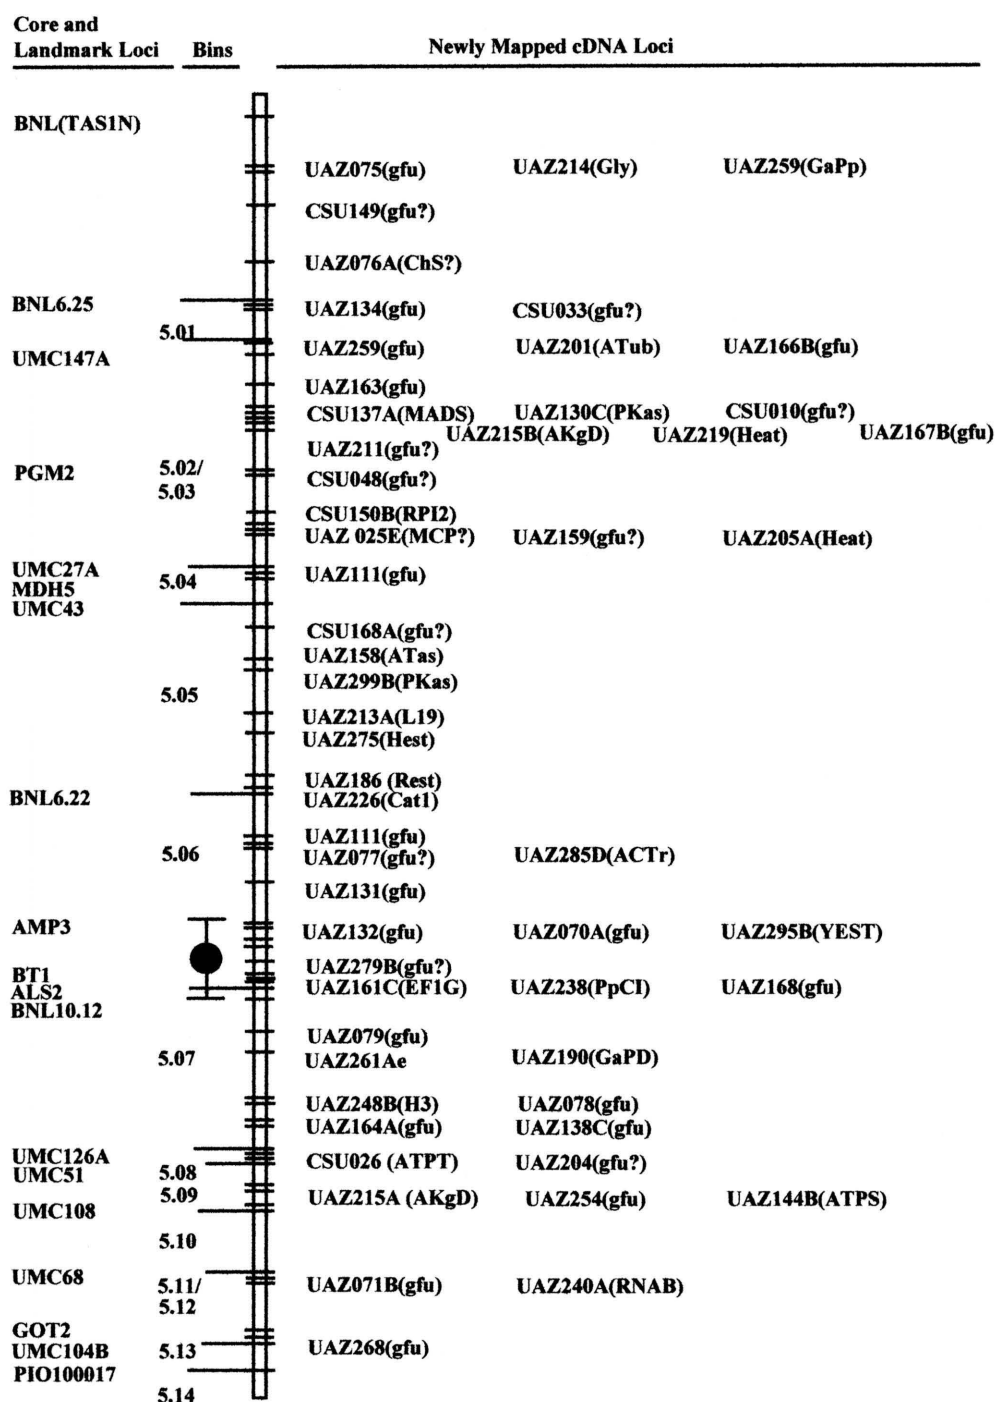 Core and
Landmark Loci Bins Newly Mapped cDNA Loci
BNL(TAS1N)
UAZ075(gfu) UAZ214(Gly) UAZ259(GaPp)
CSU149(gfu?)
UAZ076A(ChS?)
BNL6.25 UAZ134(gfu) CSU033(gfu?)
5.01
UMC147A UAZ259(gfu) UAZ201(ATub) UAZ166B(gfu)
UAZ163(gfu)
CSU137A(MADS) UAZ130C(PKas) CSU010(gfu?)
UAZ215B(AKgD) UAZ219(Heat) UAZ167B(gfu)
UAZ211(gfu?)
PGM2 5.02/ CSU048(gfu?)
5.03
CSU150B(RPI2)
UAZ 025E(MCP?) UAZ159(gfu?) UAZ205A(Heat)
UMC27A UAZ111(gfu)
MDH5 5.04
UMC43
CSU168A(gfu?)
UAZ158(ATas)
5.05 UAZ299B(PKas)
UAZ213A(L19)
UAZ275(Hest)
UAZ186 (Rest)
BNL6.22 UAZ226(Cat1)
UAZ111(gfu)
5.06 UAZ077(gfu?) UAZ285D(ACTr)
UAZ131(gfu)
AMP3 UAZ132(gfu) UAZ070A(gfu) UAZ295B(YEST)
BT1 UAZ279B(gfu?)
ALS2 UAZ161C(EF1G) UAZ238(PpCI) UAZ168(gfu)
BNL10.12
UAZ079(gfu)
5.07 UAZ261Ae UAZ190(GaPD)
UAZ248B(H3) UAZ078(gfu)
UAZ164A(gfu) UAZ138C(gfu)
UMC126A CSU026 (ATPT) UAZ204(gfu?)
UMC51 5.08
5.09 UAZ215A (AKgD) UAZ254(gfu) UAZ144B(ATPS)
UMC108
5.10
UMC68 5.11/ UAZ071B(gfu) UAZ240A(RNAB)
5.12
GOT2
UMC104B 5.13 UAZ268(gfu)
PIO100017
5.14